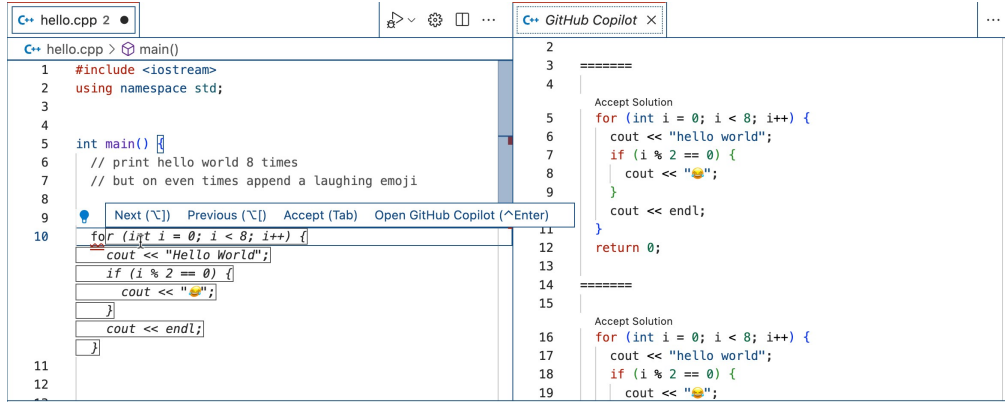 C++ hello.cpp 2
C++ hello.cpp > main()
1 #include <iostream>
2 using namespace std;
3
4
5 int main() {
6 // print hello world 8 times
7 // but on even times append a laughing emoji
8
9 Next (⌥]) Previous (⌥[) Accept (Tab) Open GitHub Copilot (^Enter)
10 for (int i = 0; i < 8; i++) {
cout << "Hello World";
if (i % 2 == 0) {
cout << "😂";
}
cout << endl;
}
11
12
C++ GitHub Copilot
2
3 =======
4
Accept Solution
5 for (int i = 0; i < 8; i++) {
6 cout << "hello world";
7 if (i % 2 == 0) {
8 cout << "😂";
9 }
10 cout << endl;
11 }
12 return 0;
13
14 =======
15
Accept Solution
16 for (int i = 0; i < 8; i++) {
17 cout << "hello world";
18 if (i % 2 == 0) {
19 cout << "😂";